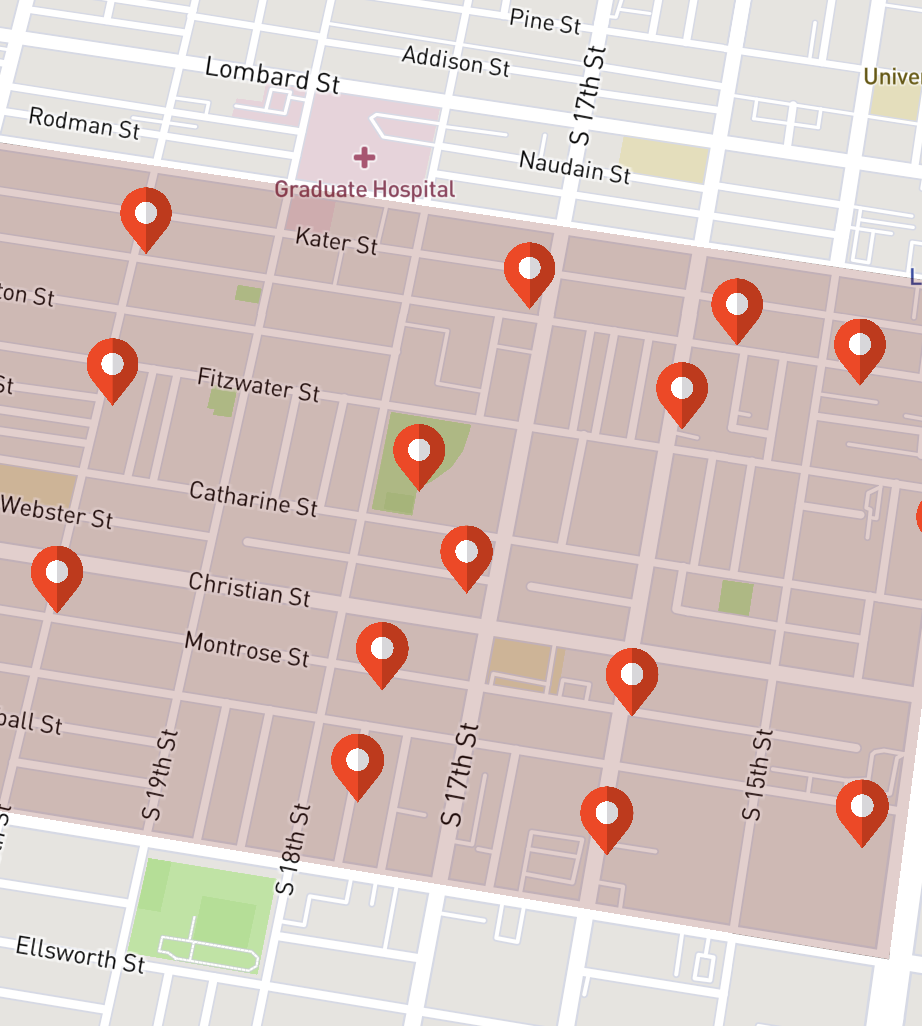 Pine St
Addison St
S 17th St
Univer
Lombard St
Rodman St
Naudain St
Graduate Hospital
Kater St
L
ton St
Fitzwater St
St
Catharine St
Webster St
Christian St
Montrose St
ball St
S 17th St
S 19th St
S 15th St
S 18th St
St
Ellsworth St